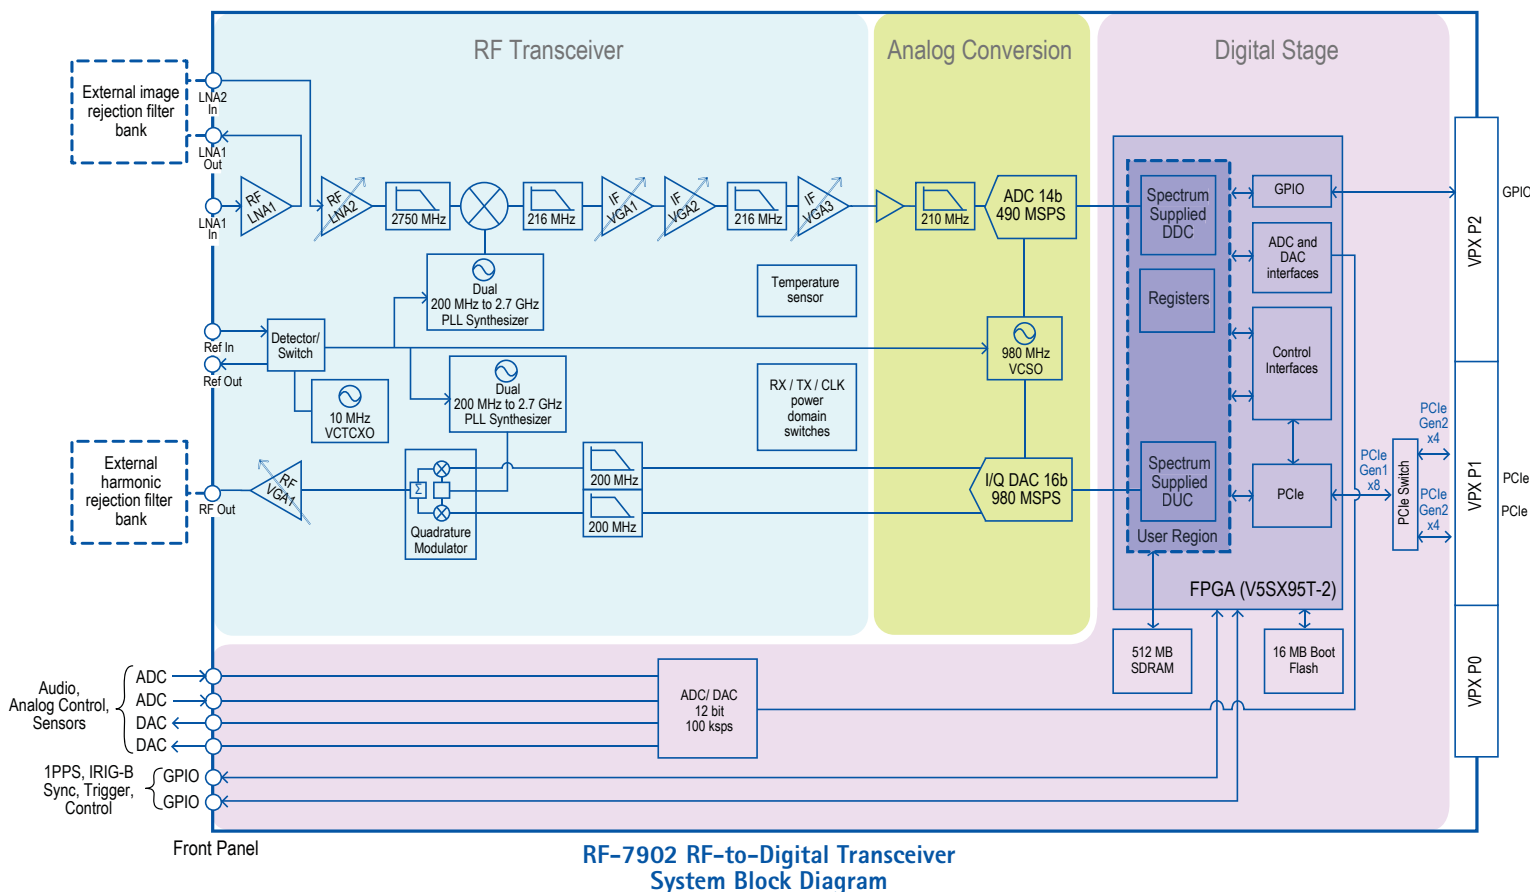 RF Transceiver
Analog Conversion
Digital Stage
External image
rejection filter
bank
LNA2
In
LNA1
Out
LNA1
In
RF
LNA1
RF
LNA2
2750 MHz
216 MHz
IF
VGA1
IF
VGA2
216 MHz
IF
VGA3
210 MHz
ADC 14b
490 MSPS
Spectrum
Supplied
DDC
GPIO
ADC and
DAC
interfaces
Registers
Control
Interfaces
VPX P2
GPIO
Dual
200 MHz to 2.7 GHz
PLL Synthesizer
Temperature
sensor
Ref In
Ref Out
Detector/
Switch
10 MHz
VCTCXO
Dual
200 MHz to 2.7 GHz
PLL Synthesizer
980 MHz
VCSO
RX / TX / CLK
power
domain
switches
External
harmonic
rejection filter
bank
RF Out
RF
VGA1
Σ
Quadrature
Modulator
200 MHz
200 MHz
I/Q DAC 16b
980 MSPS
Spectrum
Supplied
DUC
User Region
PCIe
PCIe
Gen1
x8
PCIe Switch
PCIe
Gen2
x4
PCIe
Gen2
x4
VPX P1
PCIe
PCIe
FPGA (V5SX95T-2)
512 MB
SDRAM
16 MB Boot
Flash
VPX P0
Audio,
Analog Control,
Sensors
ADC
ADC
DAC
DAC
ADC/ DAC
12 bit
100 ksps
1PPS, IRIG-B
Sync, Trigger,
Control
GPIO
GPIO
Front Panel
RF-7902 RF-to-Digital Transceiver
System Block Diagram